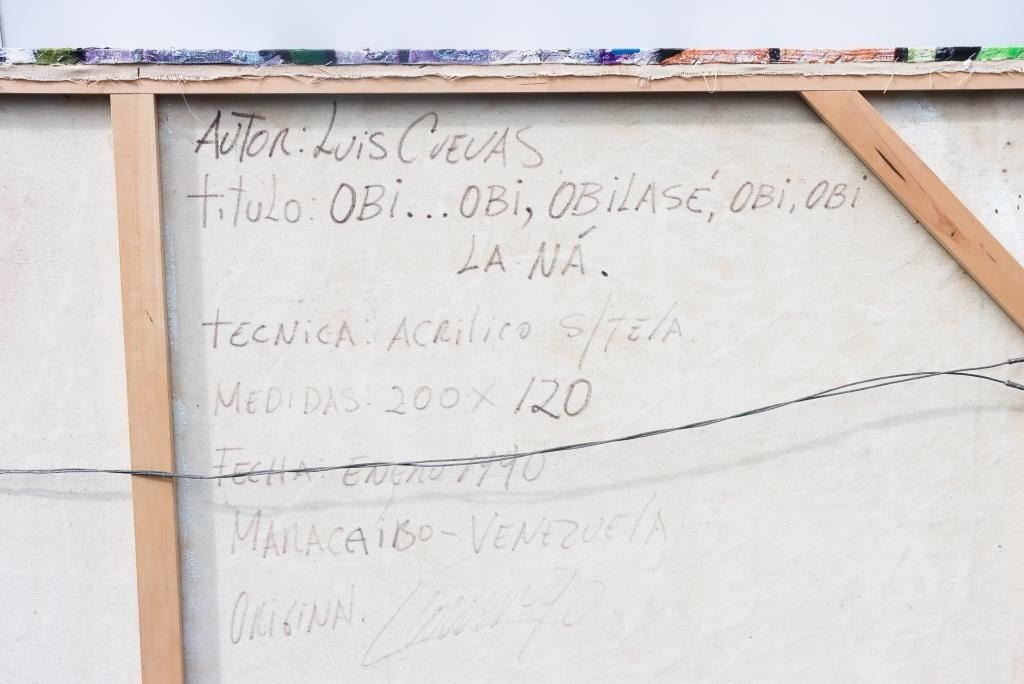 AUTOR: LUIS CUEVAS
TITULO: OBI... OBI, OBILASÉ, OBI, OBI
LA NÁ.
TECNICA: ACRILICO S/TELA.
MEDIDAS: 200 X 120
FECHA: ENERO 1990
MARACAIBO - VENEZUELA
ORIGINAL.